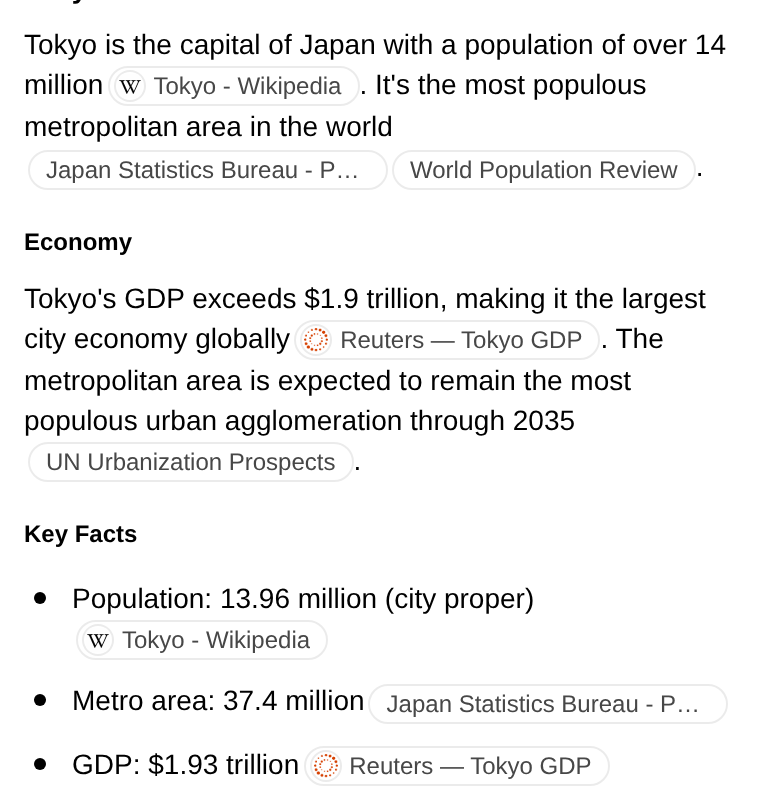 Tokyo is the capital of Japan with a population of over 14
million W Tokyo - Wikipedia . It's the most populous
metropolitan area in the world
Japan Statistics Bureau - P… World Population Review .
Economy
Tokyo's GDP exceeds $1.9 trillion, making it the largest
city economy globally Reuters — Tokyo GDP . The
metropolitan area is expected to remain the most
populous urban agglomeration through 2035
UN Urbanization Prospects .
Key Facts
• Population: 13.96 million (city proper)
W Tokyo - Wikipedia
• Metro area: 37.4 million Japan Statistics Bureau - P…
• GDP: $1.93 trillion Reuters — Tokyo GDP